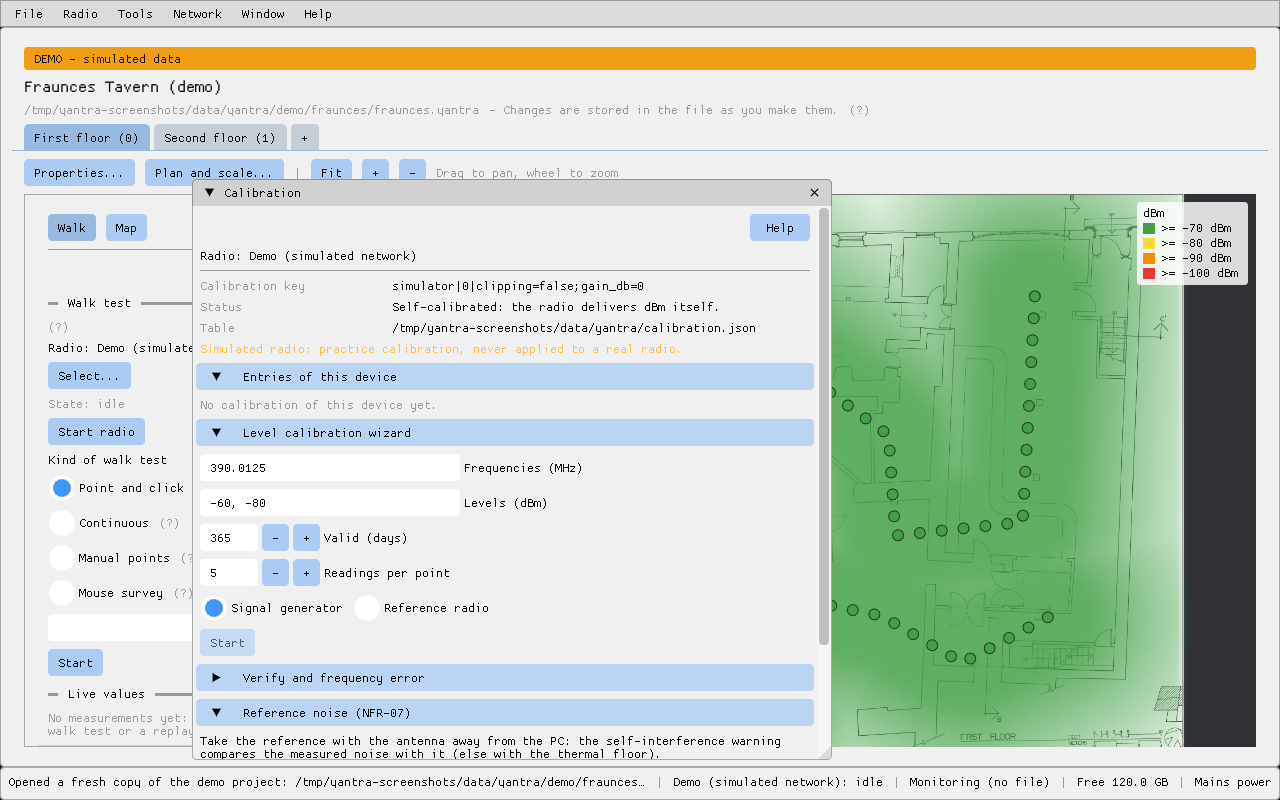 File Radio Tools Network Window Help
DEMO - simulated data
Fraunces Tavern (demo)
/tmp/yantra-screenshots/data/yantra/demo/fraunces/fraunces.yantra - Changes are stored in the file as you make them. (?)
First floor (0) Second floor (1) +
Properties... Plan and scale... | Fit + - Drag to pan, wheel to zoom
Walk Map
Walk test
(?)
Radio: Demo (simulate
Select...
State: idle
Start radio
Kind of walk test
Point and click
Continuous (?)
Manual points (?
Mouse survey (?)
Start
Live values
No measurements yet:
walk test or a replay
Calibration
Help
Radio: Demo (simulated network)
Calibration key simulator|0|clipping=false;gain_db=0
Status Self-calibrated: the radio delivers dBm itself.
Table /tmp/yantra-screenshots/data/yantra/calibration.json
Simulated radio: practice calibration, never applied to a real radio.
Entries of this device
No calibration of this device yet.
Level calibration wizard
390.0125 Frequencies (MHz)
-60, -80 Levels (dBm)
365 - + Valid (days)
5 - + Readings per point
Signal generator Reference radio
Start
Verify and frequency error
Reference noise (NFR-07)
Take the reference with the antenna away from the PC: the self-interference warning
compares the measured noise with it (else with the thermal floor).
dBm
>= -70 dBm
>= -80 dBm
>= -90 dBm
>= -100 dBm
FIRST FLOOR
Opened a fresh copy of the demo project: /tmp/yantra-screenshots/data/yantra/demo/fraunces… | Demo (simulated network): idle | Monitoring (no file) | Free 120.0 GB | Mains power